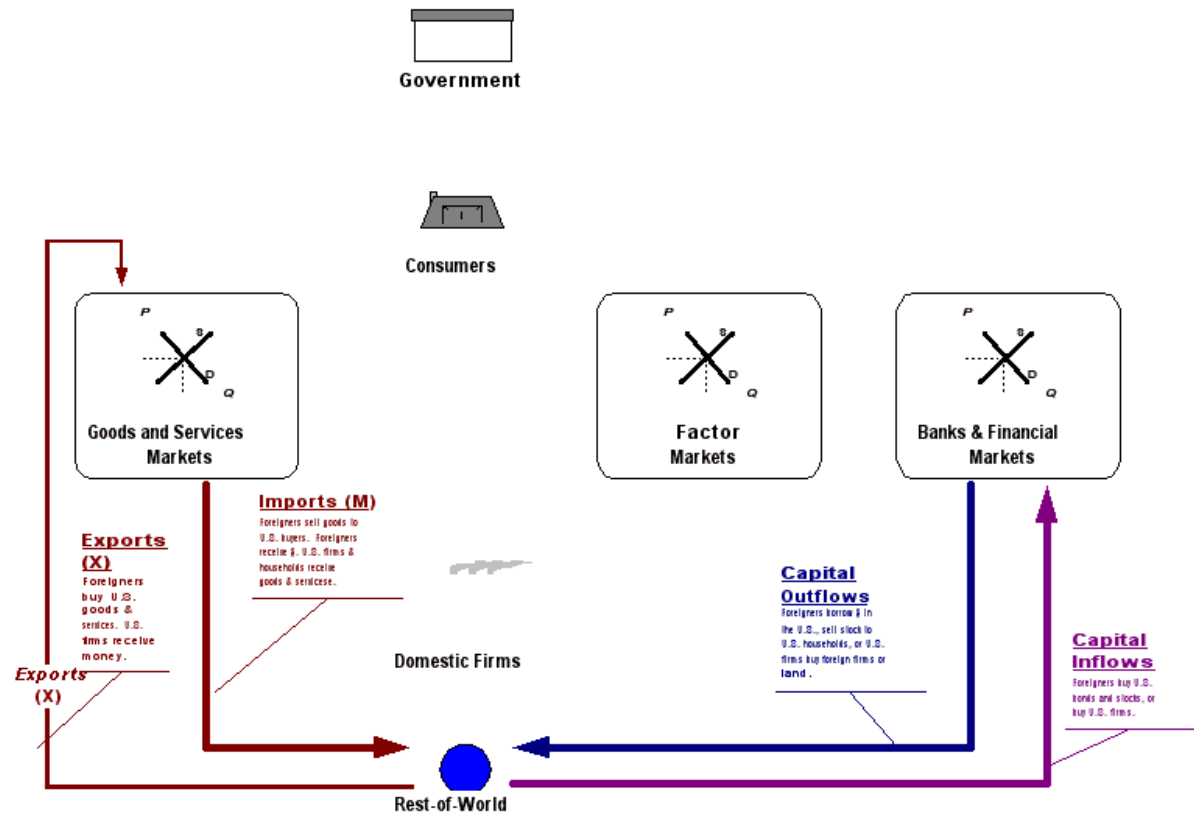 Government
Consumers
P
S
D
Q
Goods and Services
Markets
P
S
D
Q
Factor
Markets
P
S
D
Q
Banks & Financial
Markets
Imports (M)
Foreigners sell goods to
U.S. buyers. Foreigners
receive $. U.S. firms &
households receive
goods & servicese.
Exports
(X)
Foreigners
buy U.S.
goods &
services. U.S.
firms receive
money.
Exports
(X)
Domestic Firms
Capital
Outflows
Foreigners borrow $ in
the U.S., sell stock to
U.S. households, or U.S.
firms buy foreign firms or
land.
Capital
Inflows
Foreigners buy U.S.
bonds and stocks, or
buy U.S. firms.
Rest-of-World